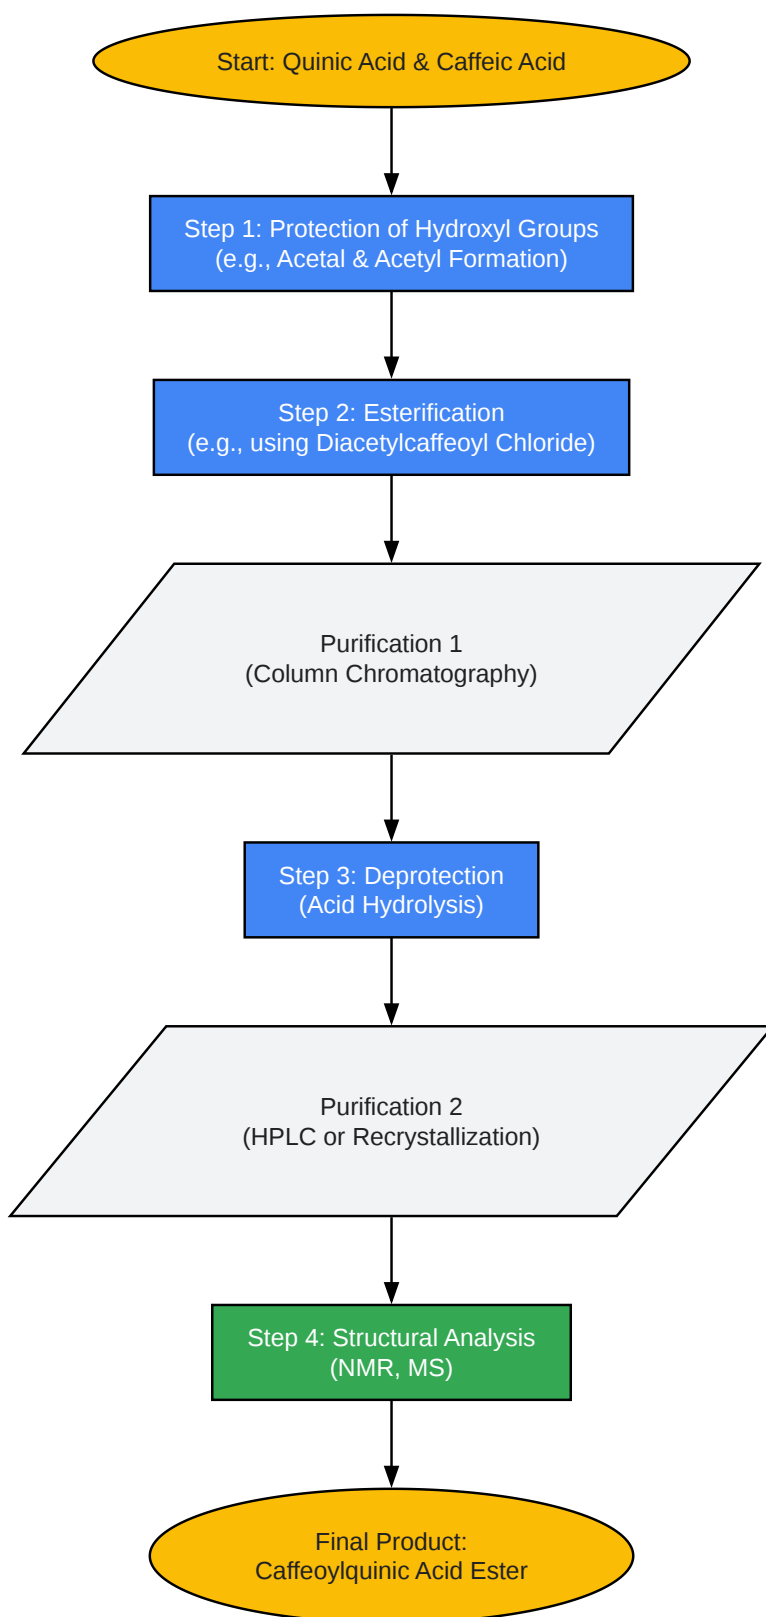 Start: Quinic Acid & Caffeic Acid
Step 1: Protection of Hydroxyl Groups
(e.g., Acetal & Acetyl Formation)
Step 2: Esterification
(e.g., using Diacetylcaffeoyl Chloride)
Purification 1
(Column Chromatography)
Step 3: Deprotection
(Acid Hydrolysis)
Purification 2
(HPLC or Recrystallization)
Step 4: Structural Analysis
(NMR, MS)
Final Product:
Caffeoylquinic Acid Ester